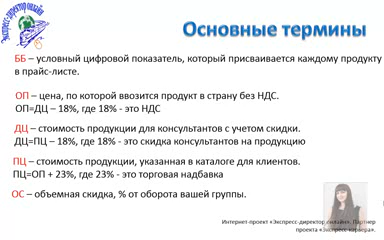 Экспресс-директор онлайн
Основные термины
ББ – условный цифровой показатель, который присваивается каждому продукту
в прайс-листе.
ОП – цена, по которой ввозится продукт в страну без НДС.
ОП=ДЦ – 18%, где 18% - это НДС
ДЦ – стоимость продукции для консультантов с учетом скидки.
ДЦ=ПЦ – 18%, где 18% - это скидка консультантов на продукцию
ПЦ – стоимость продукции, указанная в каталоге для клиентов.
ПЦ=ОП + 23%, где 23% - это торговая надбавка
ОС – объемная скидка, % от оборота вашей группы.
Интернет-проект «Экспресс-директор онлайн». Партнер
проекта «Экспресс-карьера».